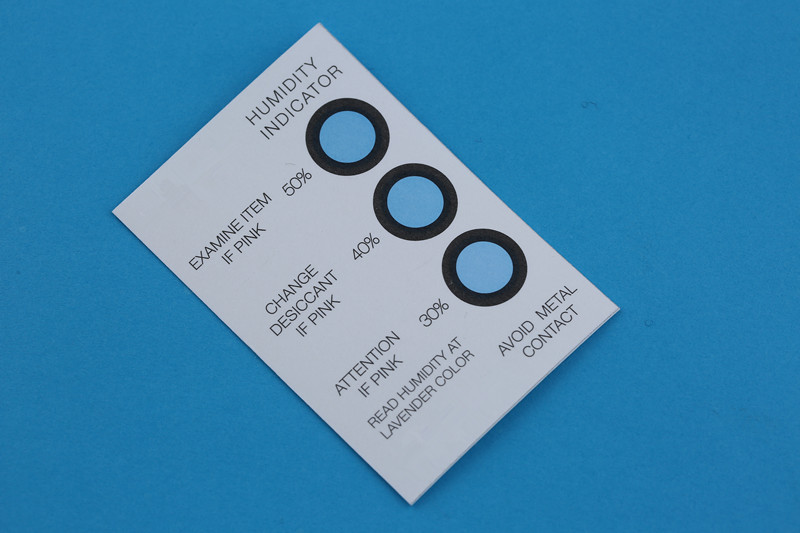 HUMIDITY
INDICATOR
EXAMINE ITEM
IF PINK
50%
CHANGE
DESICCANT
IF PINK
40%
ATTENTION
IF PINK
30%
READ HUMIDITY AT
LAVENDER COLOR
AVOID METAL
CONTACT